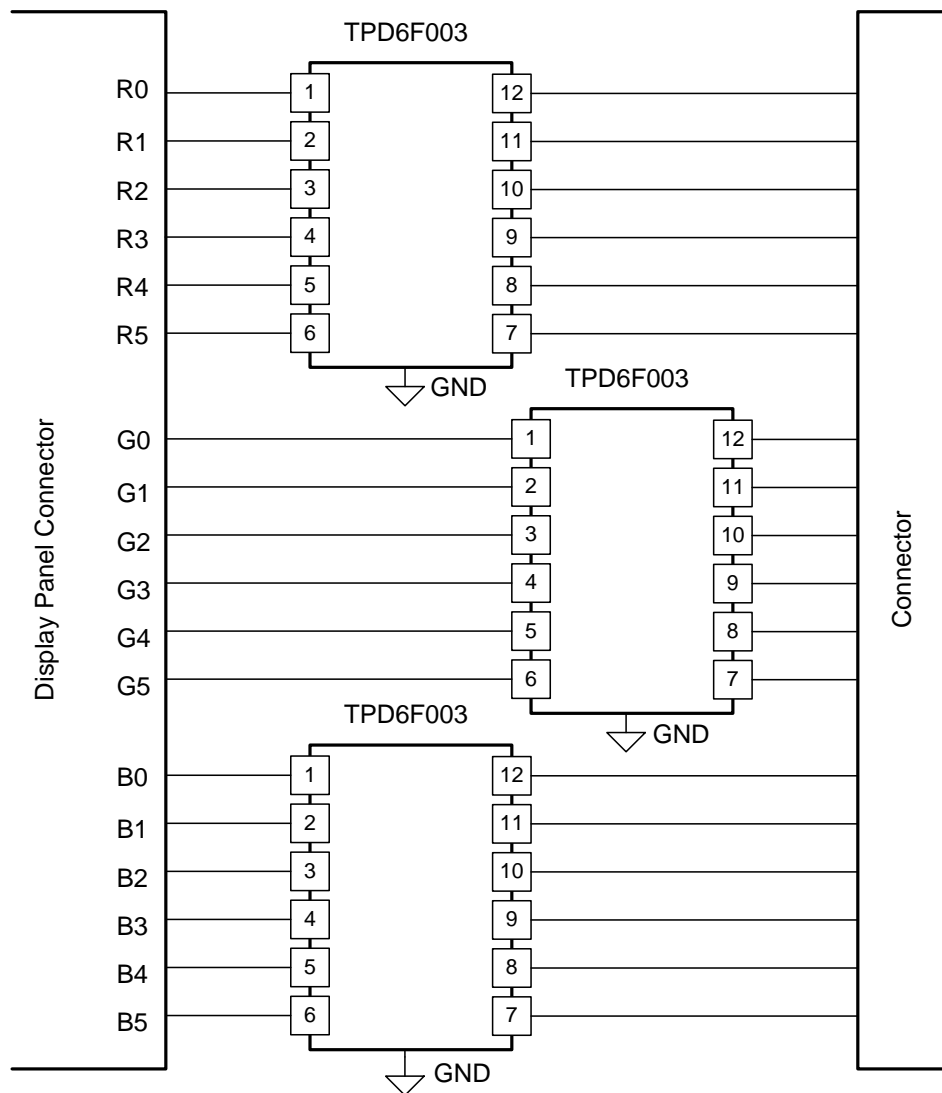 TPD6F003
R0 1 12
R1 2 11
R2 3 10
R3 4 9
R4 5 8
R5 6 7
GND
TPD6F003
G0 1 12
G1 2 11
G2 3 10
G3 4 9
G4 5 8
G5 6 7
GND
Display Panel Connector
Connector
TPD6F003
B0 1 12
B1 2 11
B2 3 10
B3 4 9
B4 5 8
B5 6 7
GND